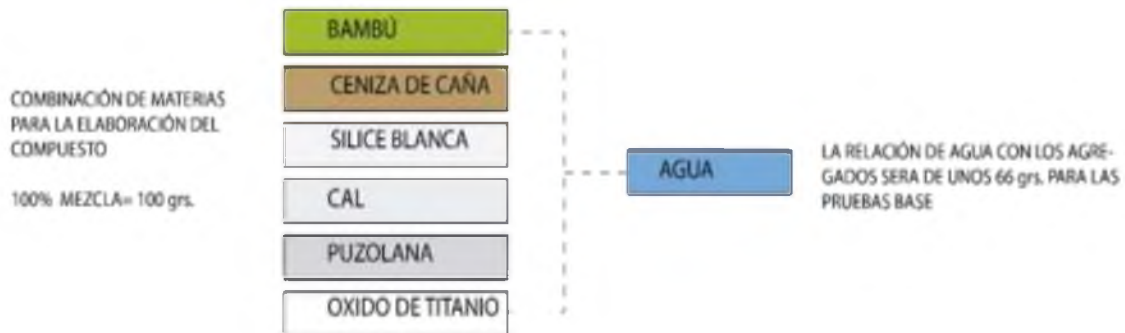 COMBINACIÓN DE MATERIAS
PARA LA ELABORACIÓN DEL
COMPUESTO
100% MEZCLA= 100 grs.
BAMBÚ
CENIZA DE CAÑA
SILICE BLANCA
CAL
PUZOLANA
OXIDO DE TITANIO
AGUA
LA RELACIÓN DE AGUA CON LOS AGRE-
GADOS SERA DE UNOS 66 grs. PARA LAS
PRUEBAS BASE